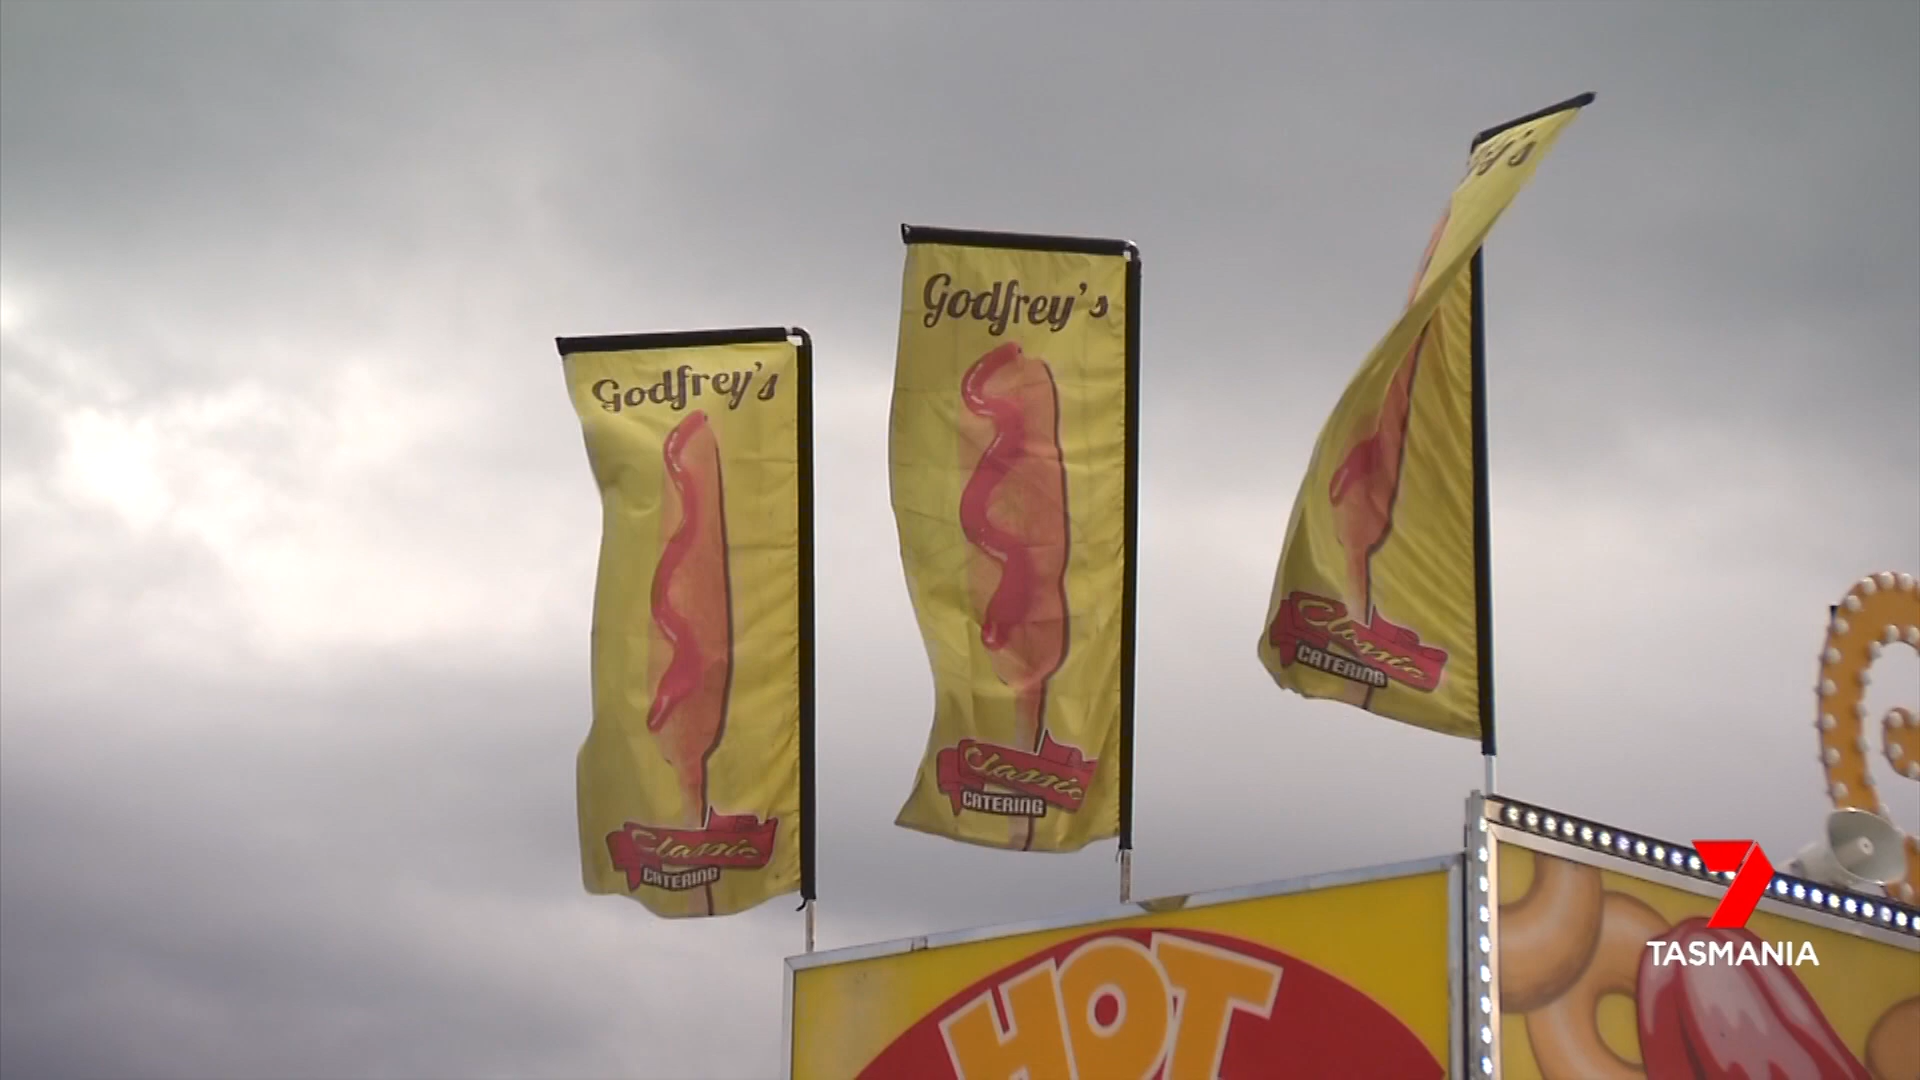 Godfrey's
Classic
CATERING
Godfrey's
Classic
CATERING
y's
Classic
CATERING
HOT
7
TASMANIA